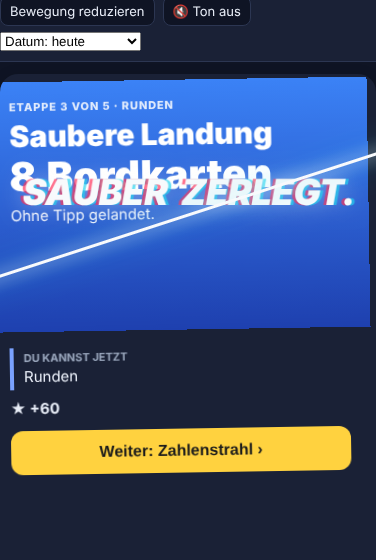 Bewegung reduzieren
🔇 Ton aus
Datum: heute
ETAPPE 3 VON 5 · RUNDEN
Saubere Landung
8 Bordkarten
SAUBER ZERLEGT.
Ohne Tipp gelandet.
DU KANNST JETZT
Runden
★ +60
Weiter: Zahlenstrahl ›